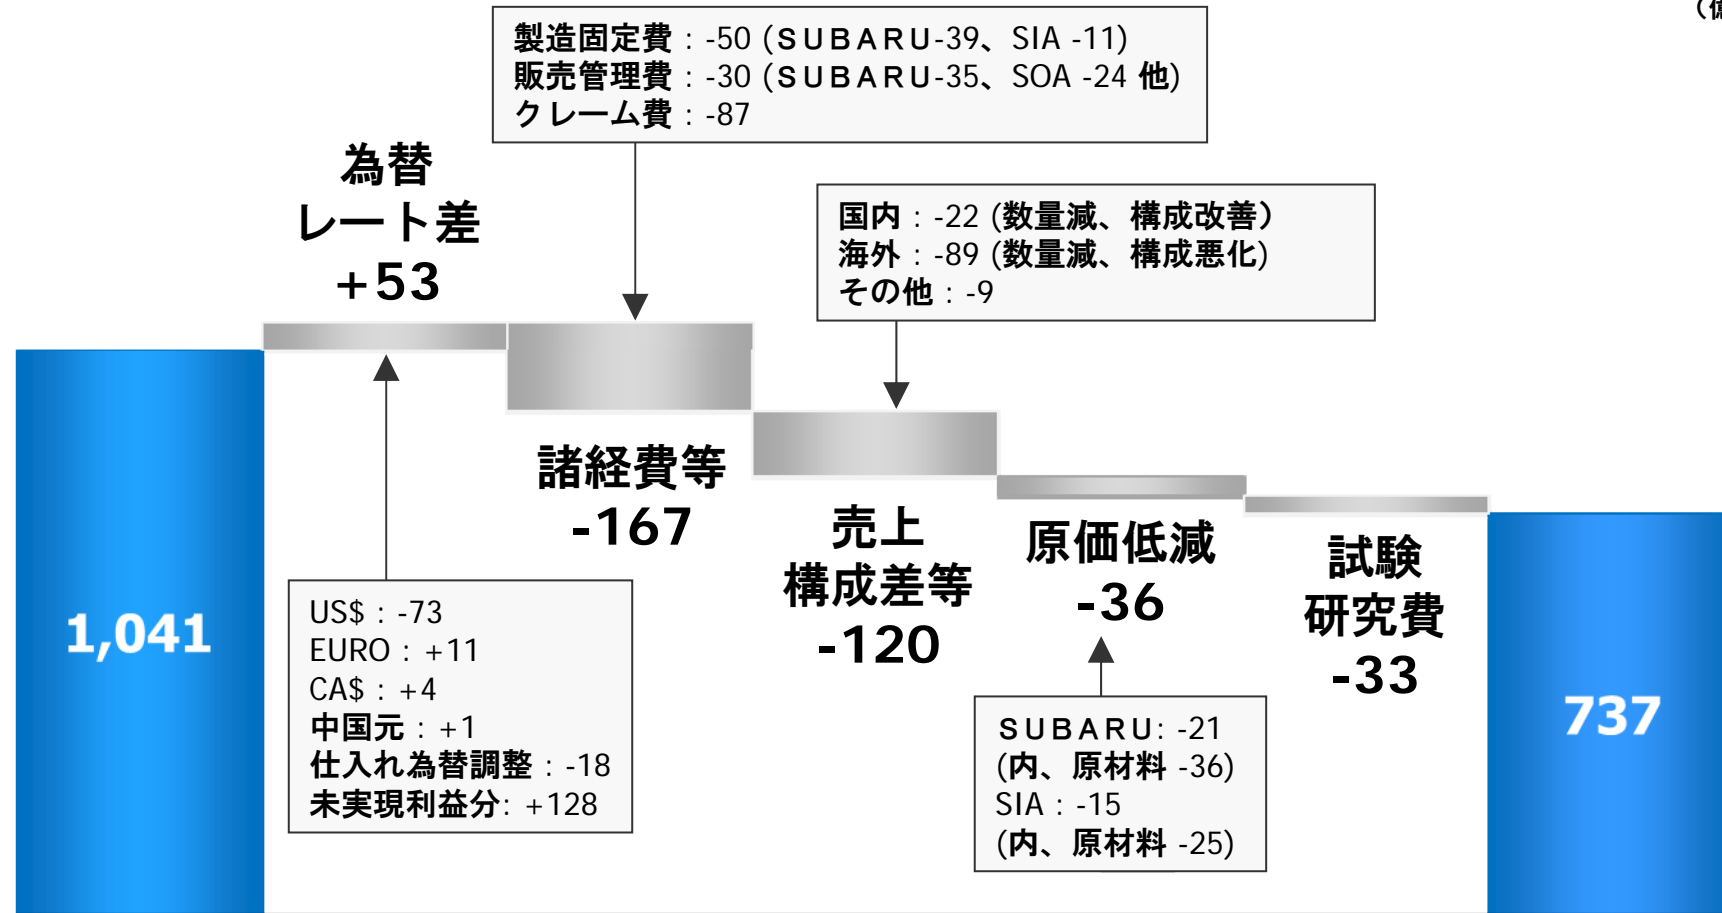 （億
製造固定費 : -50 (ＳＵＢＡＲＵ-39、SIA -11)
販売管理費 : -30 (ＳＵＢＡＲＵ-35、SOA -24 他)
クレーム費 : -87
為替
レート差
+53
国内 : -22 (数量減、構成改善）
海外 : -89 (数量減、構成悪化)
その他 : -9
諸経費等
-167
売上
構成差等
-120
原価低減
-36
試験
研究費
-33
1,041
US$ : -73
EURO : +11
CA$ : +4
中国元 : +1
仕入れ為替調整 : -18
未実現利益分: +128
ＳＵＢＡＲＵ: -21
(内、原材料 -36)
SIA : -15
(内、原材料 -25)
737